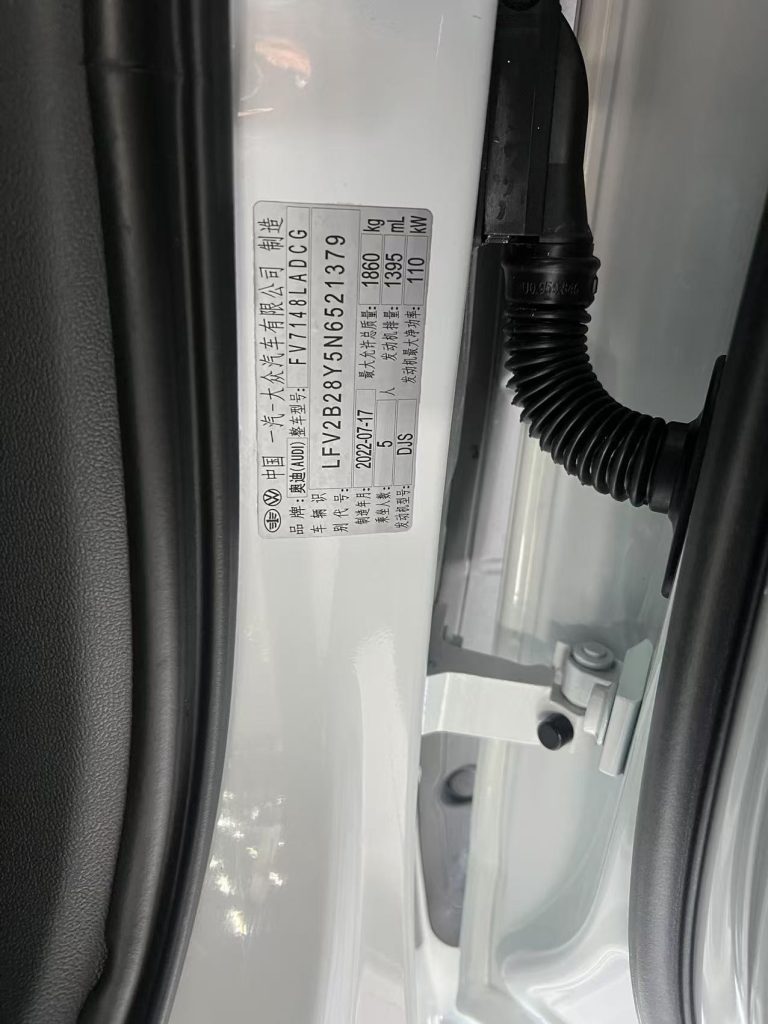 中国 一汽-大众汽车有限公司 制造
品牌:奥迪(AUDI) 整车型号: FV7148LADCG
车辆识别代号: LFV2B28Y5N6521379
制造年月: 2022-07-17 最大允许总质量: 1860 kg
乘坐人数: 5 人 发动机排量: 1395 mL
发动机型号: DJS 发动机最大净功率: 110 kW